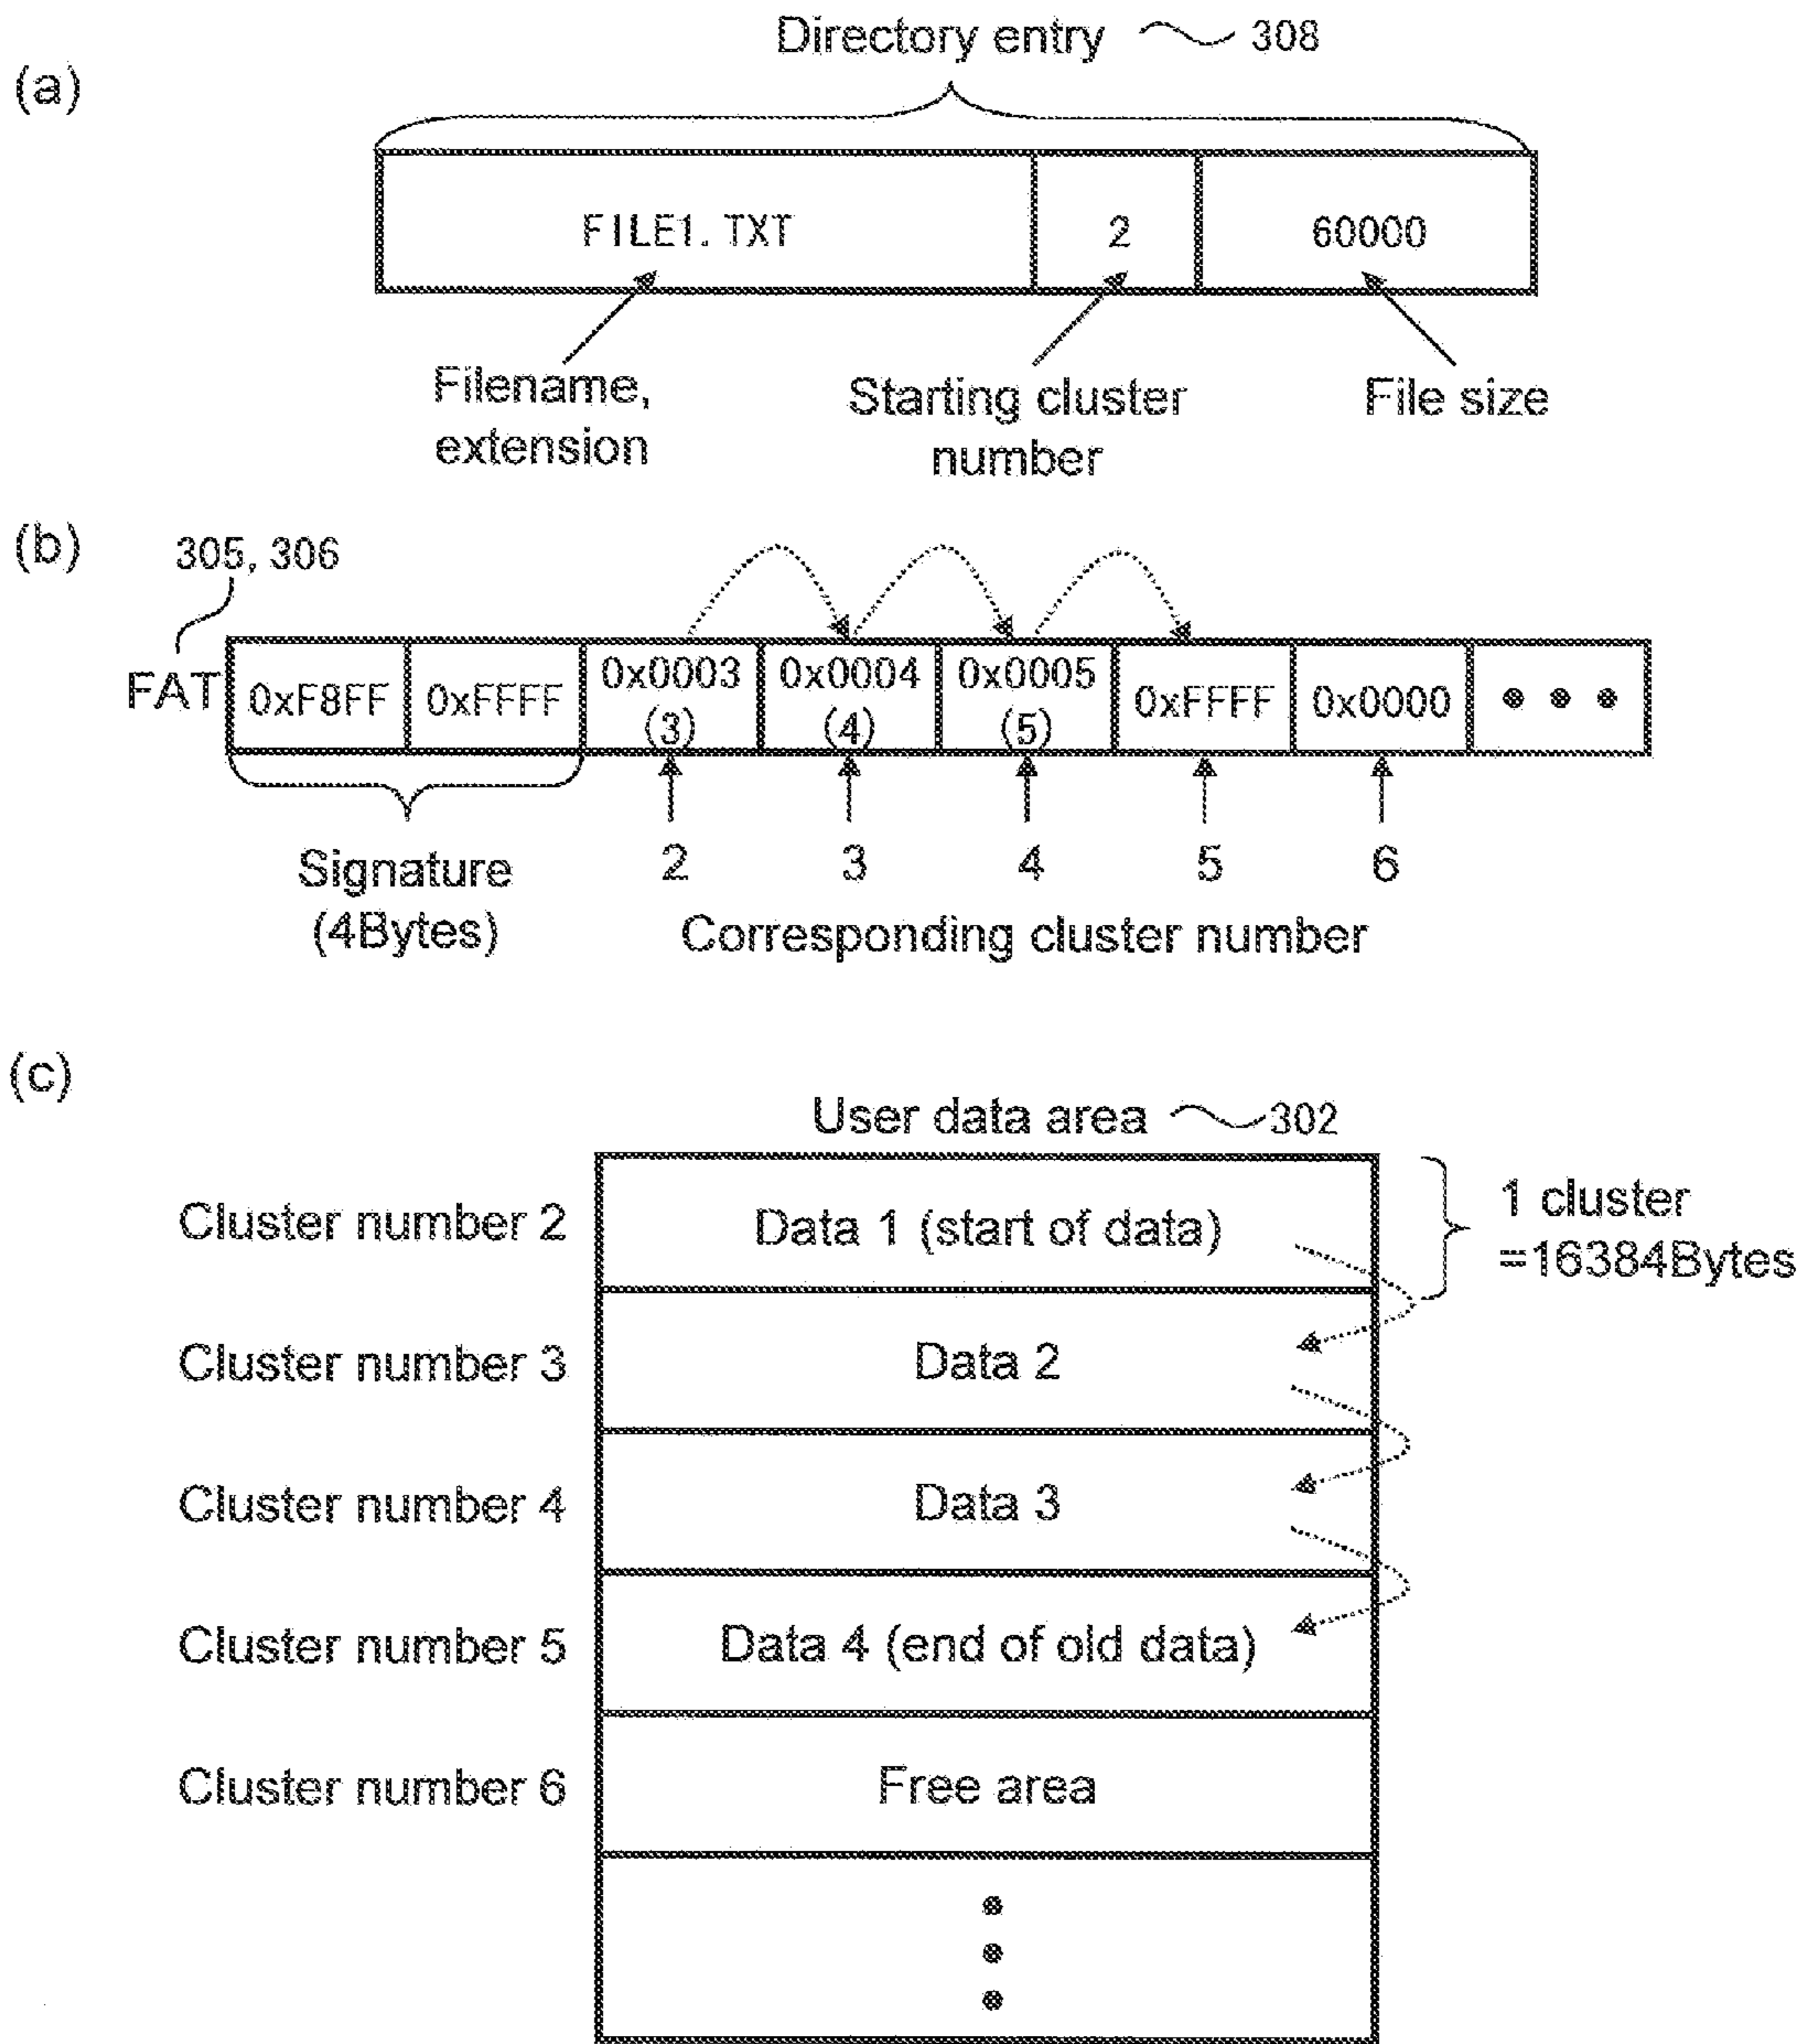 Directory entry 308
(a)
FILE1. TXT 2 60000
Filename,
extension
Starting cluster
number
File size
(b)
305, 306
FAT 0xF8FF 0xFFFF 0x0003 0x0004 0x0005 0xFFFF 0x0000 • • •
(3) (4) (5)
Signature
(4Bytes)
2 3 4 5 6
Corresponding cluster number
(c)
User data area 302
Cluster number 2 Data 1 (start of data)
1 cluster
=16384Bytes
Cluster number 3 Data 2
Cluster number 4 Data 3
Cluster number 5 Data 4 (end of old data)
Cluster number 6 Free area